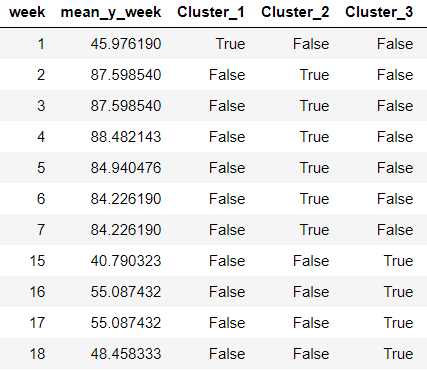 week mean_y_week Cluster_1 Cluster_2 Cluster_3
1 45.976190 True False False
2 87.598540 False True False
3 87.598540 False True False
4 88.482143 False True False
5 84.940476 False True False
6 84.226190 False True False
7 84.226190 False True False
15 40.790323 False False True
16 55.087432 False False True
17 55.087432 False False True
18 48.458333 False False True